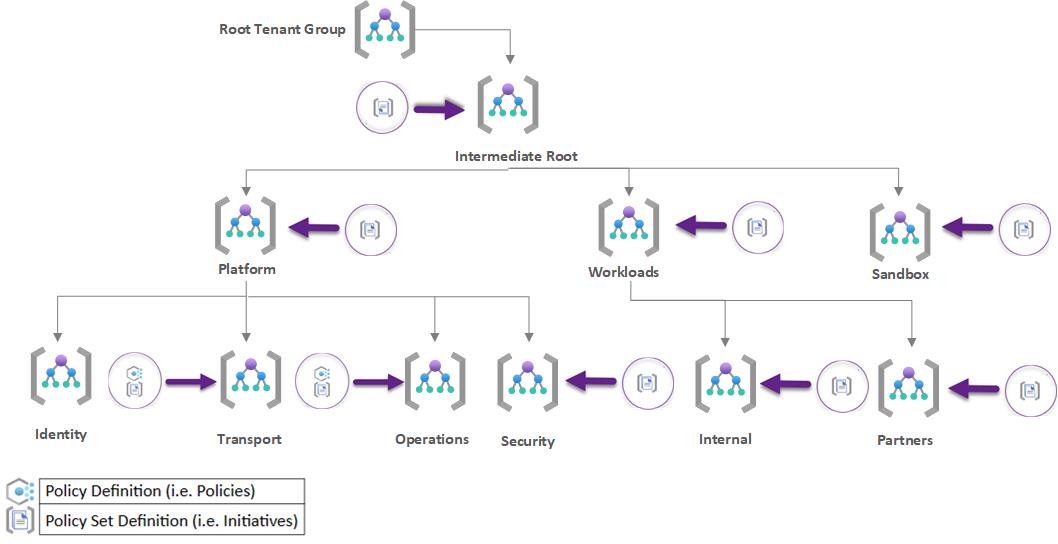 Root Tenant Group
Intermediate Root
Platform
Workloads
Sandbox
Identity
Transport
Operations
Security
Internal
Partners
Policy Definition (i.e. Policies)
Policy Set Definition (i.e. Initiatives)